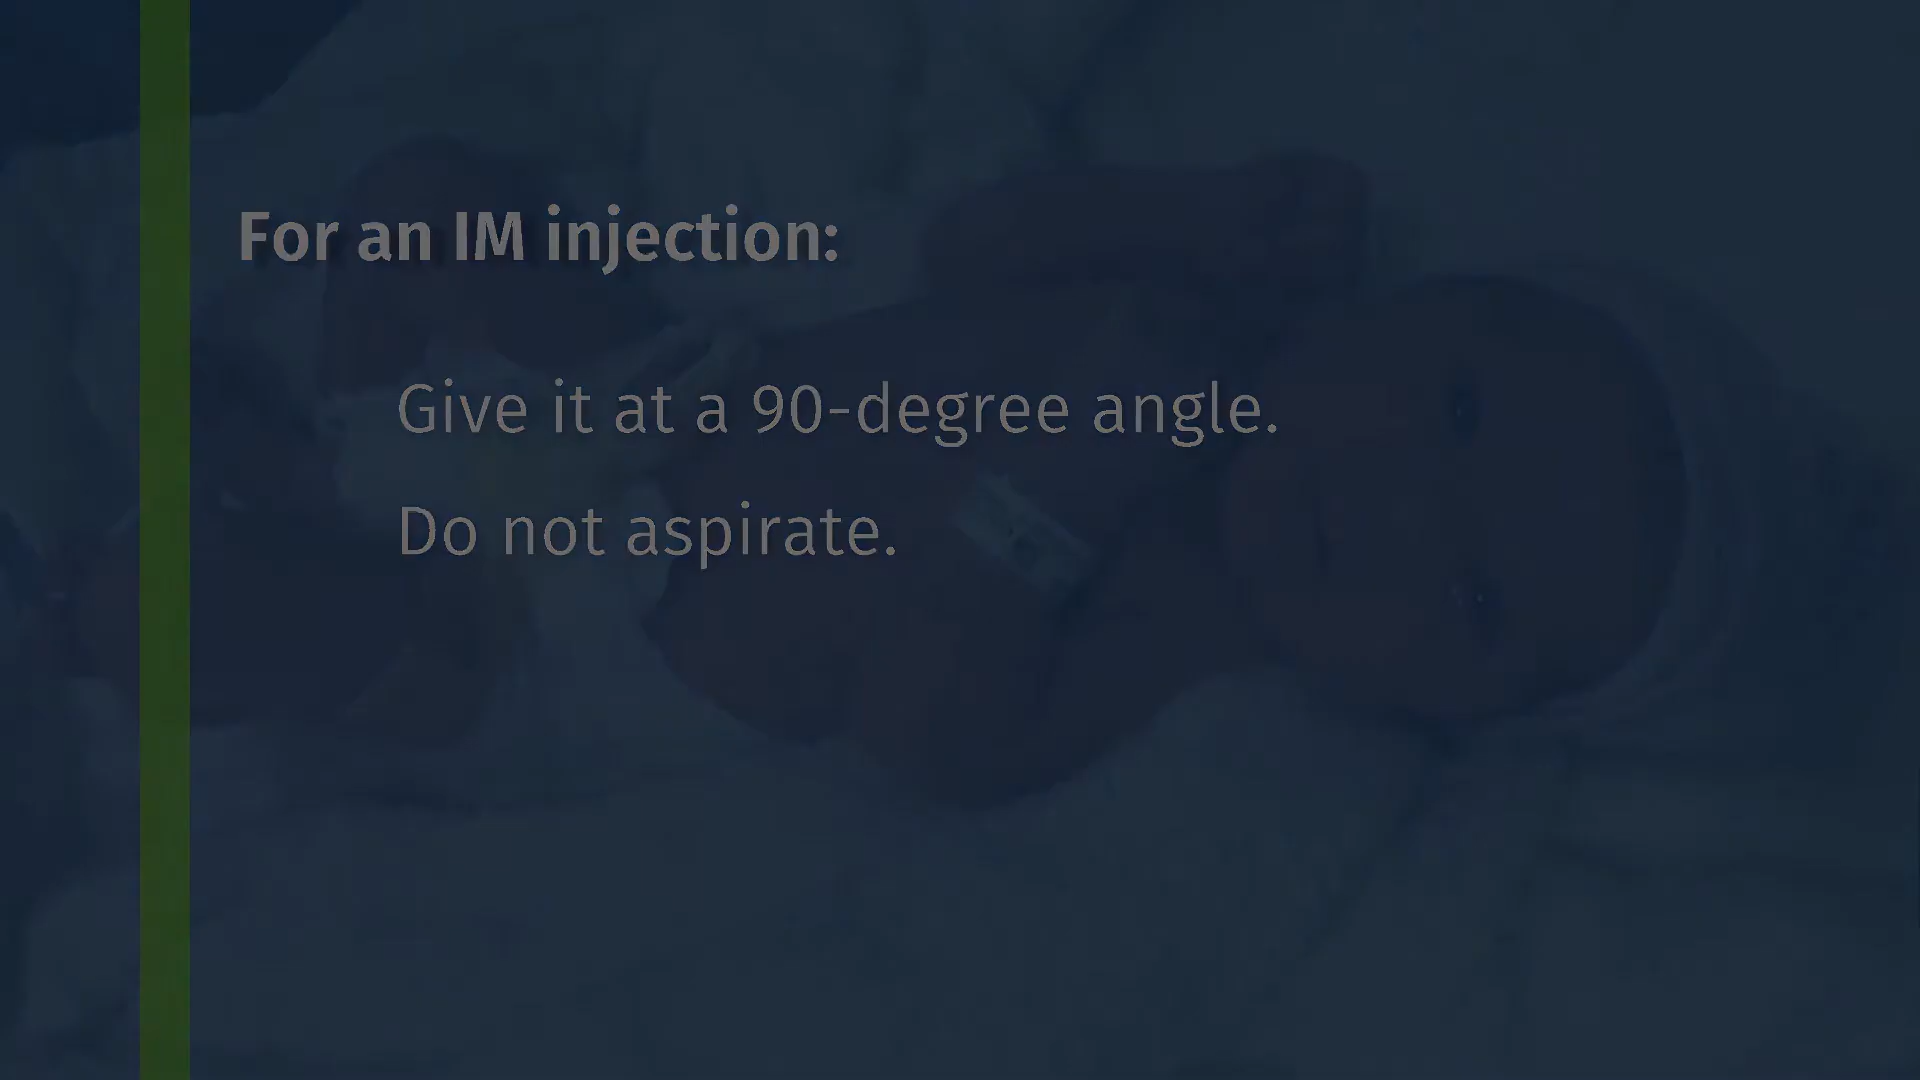 For an IM injection:
Give it at a 90-degree angle.
Do not aspirate.